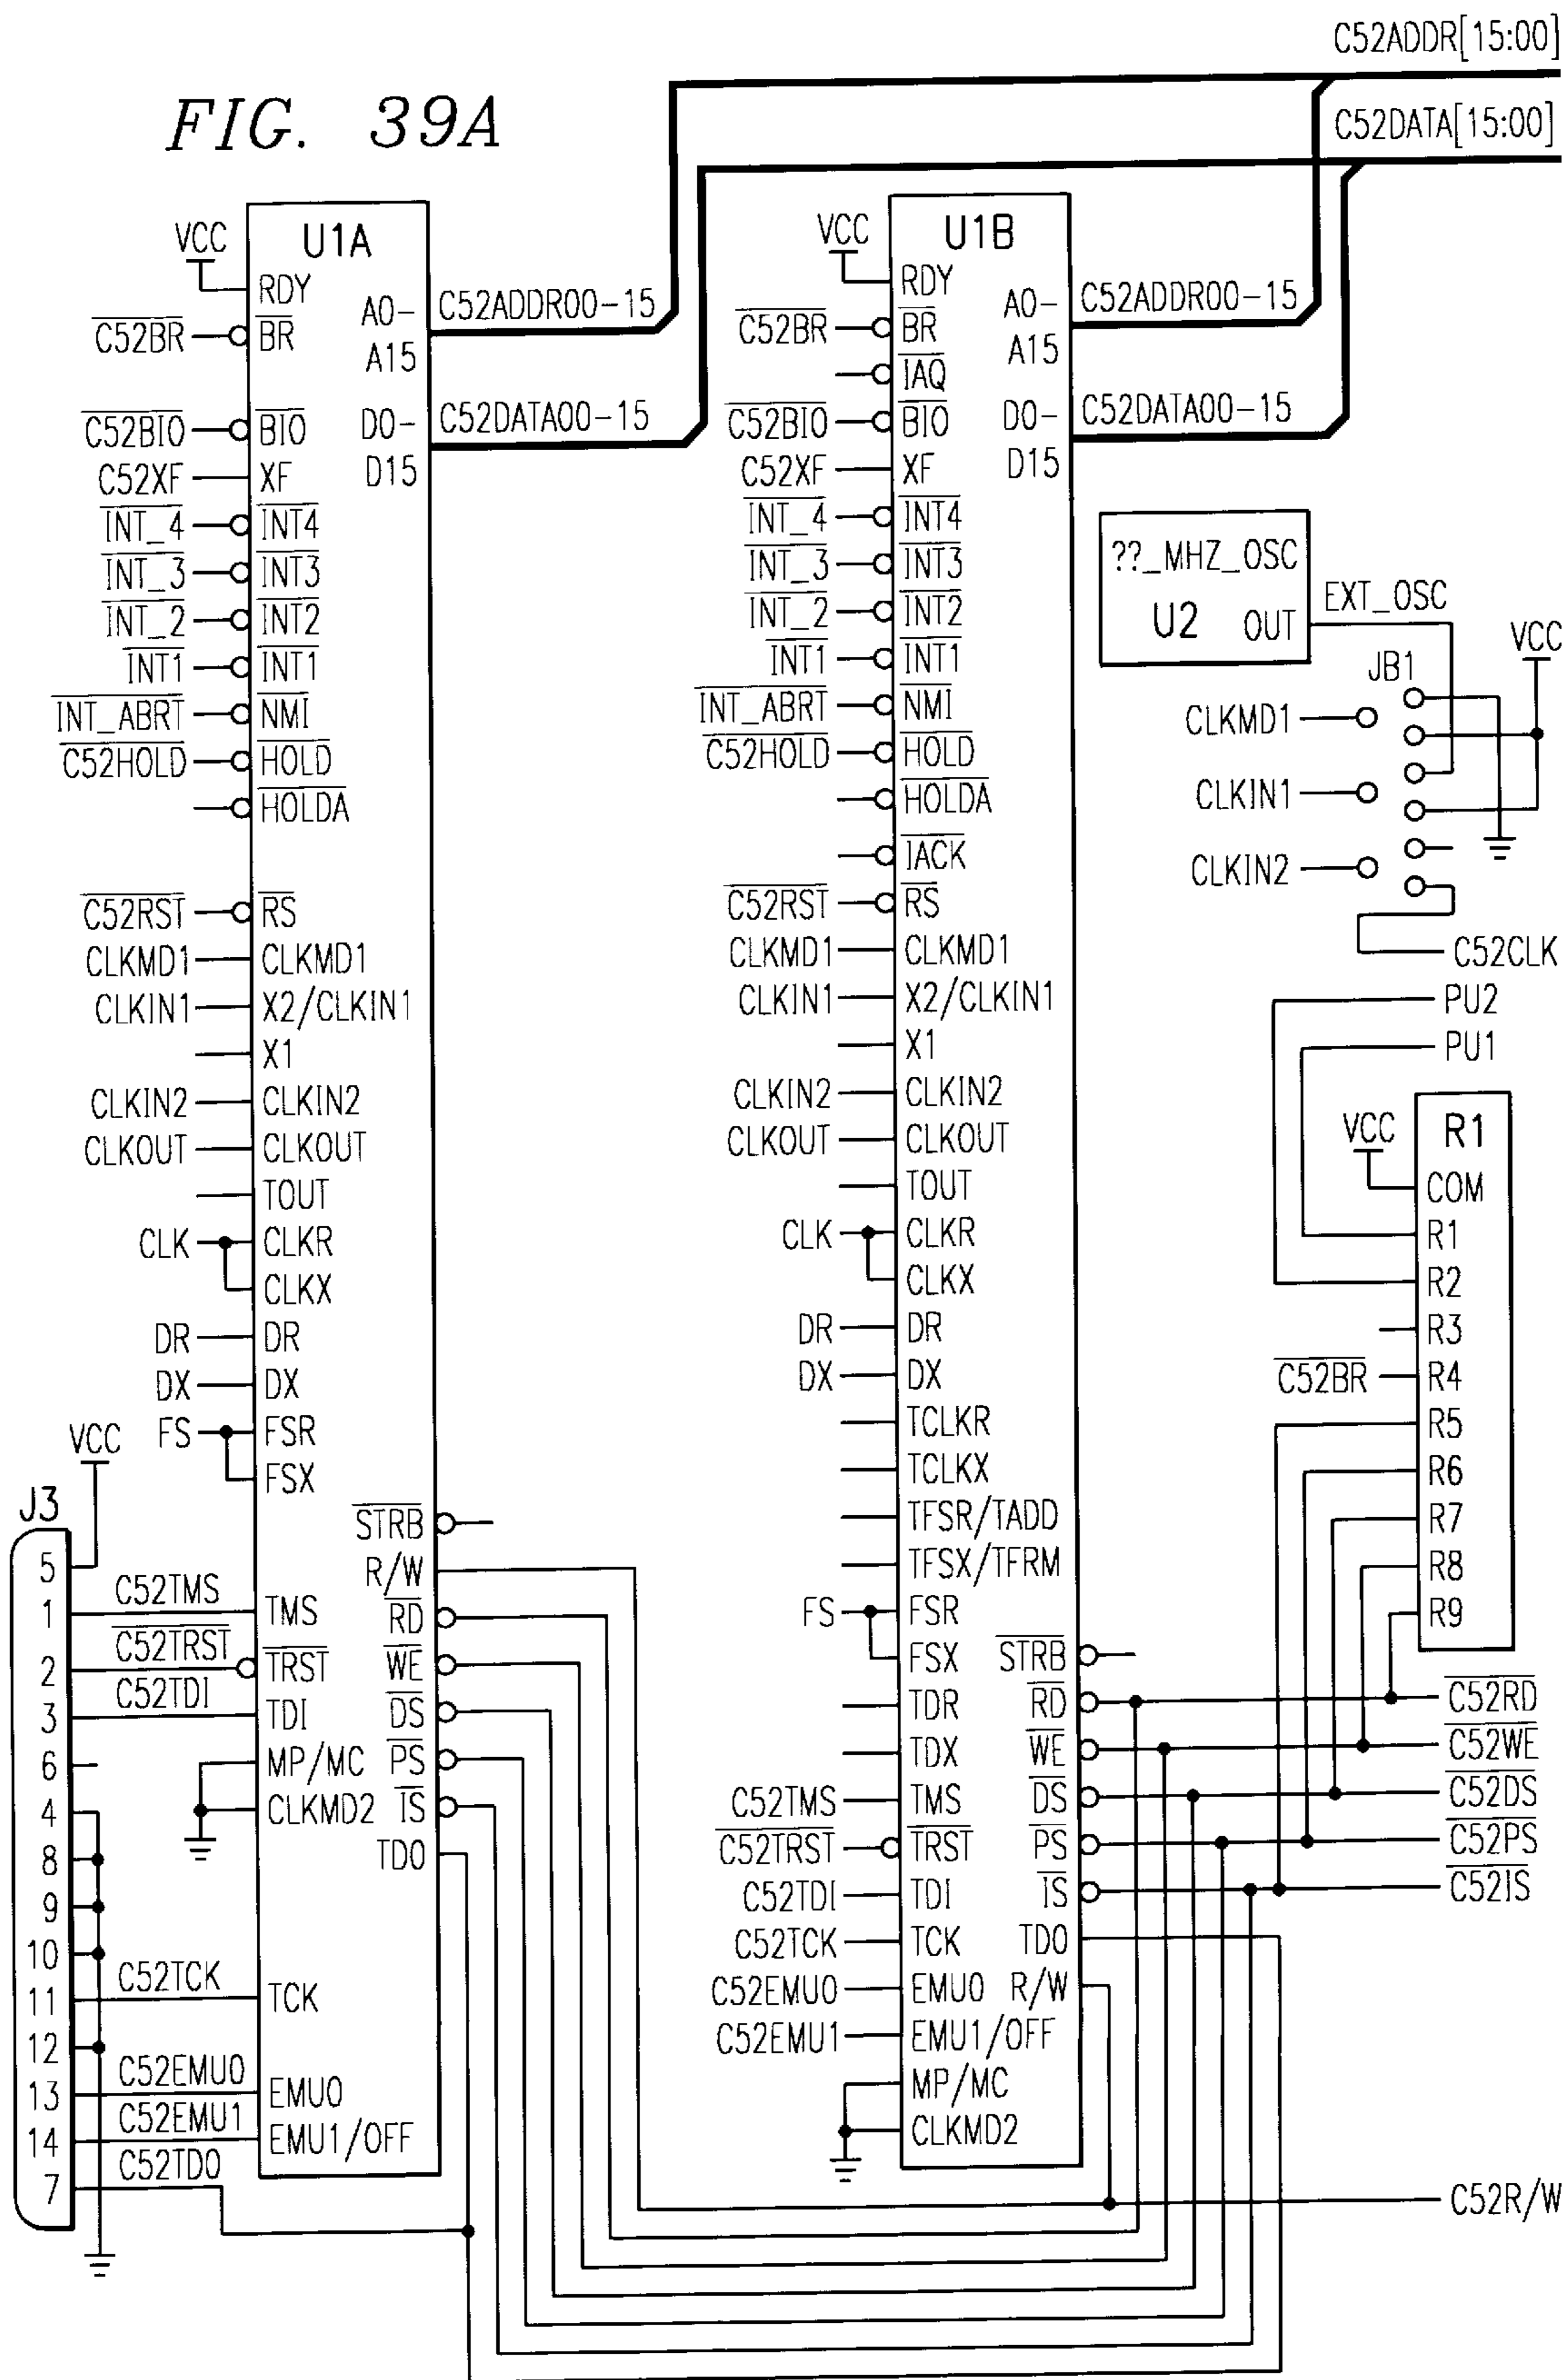 C52ADDR[15:00]
FIG. 39A
C52DATA[15:00]
U1A
VCC
RDY
A0-
A15
C52ADDR00-15
C52BR
BR
D0-
D15
C52DATA00-15
C52BIO
BIO
C52XF
XF
INT_4
INT4
INT_3
INT3
INT_2
INT2
INT1
INT1
INT_ABRT
NMI
C52HOLD
HOLD
HOLDA
C52RST
RS
CLKMD1
CLKMD1
CLKIN1
X2/CLKIN1
X1
CLKIN2
CLKIN2
CLKOUT
CLKOUT
TOUT
CLK
CLKR
CLKX
DR
DR
DX
DX
FS
FSR
FSX
STRB
R/W
TMS
RD
TRST
WE
TDI
DS
MP/MC
PS
CLKMD2
IS
TDO
TCK
EMU0
EMU1/OFF
VCC
J3
5
1
C52TMS
2
C52TRST
3
C52TDI
6
4
8
9
10
11
C52TCK
12
13
C52EMU0
14
C52EMU1
7
C52TDO
U1B
VCC
RDY
A0-
A15
C52ADDR00-15
C52BR
BR
IAQ
D0-
D15
C52DATA00-15
C52BIO
BIO
C52XF
XF
INT_4
INT4
INT_3
INT3
INT_2
INT2
INT1
INT1
INT_ABRT
NMI
C52HOLD
HOLD
HOLDA
IACK
C52RST
RS
CLKMD1
CLKMD1
CLKIN1
X2/CLKIN1
X1
CLKIN2
CLKIN2
CLKOUT
CLKOUT
TOUT
CLK
CLKR
CLKX
DR
DR
DX
DX
TCLKR
TCLKX
TFSR/TADD
TFSX/TFRM
FS
FSR
FSX
STRB
TDR
RD
TDX
WE
C52TMS
TMS
DS
C52TRST
TRST
PS
C52TDI
TDI
IS
C52TCK
TCK
TDO
C52EMU0
EMU0
R/W
C52EMU1
EMU1/OFF
MP/MC
CLKMD2
??_MHZ_OSC
U2
OUT
EXT_OSC
VCC
JB1
CLKMD1
CLKIN1
CLKIN2
C52CLK
PU2
PU1
VCC
R1
COM
R1
R2
R3
C52BR
R4
R5
R6
R7
R8
R9
C52RD
C52WE
C52DS
C52PS
C52IS
C52R/W